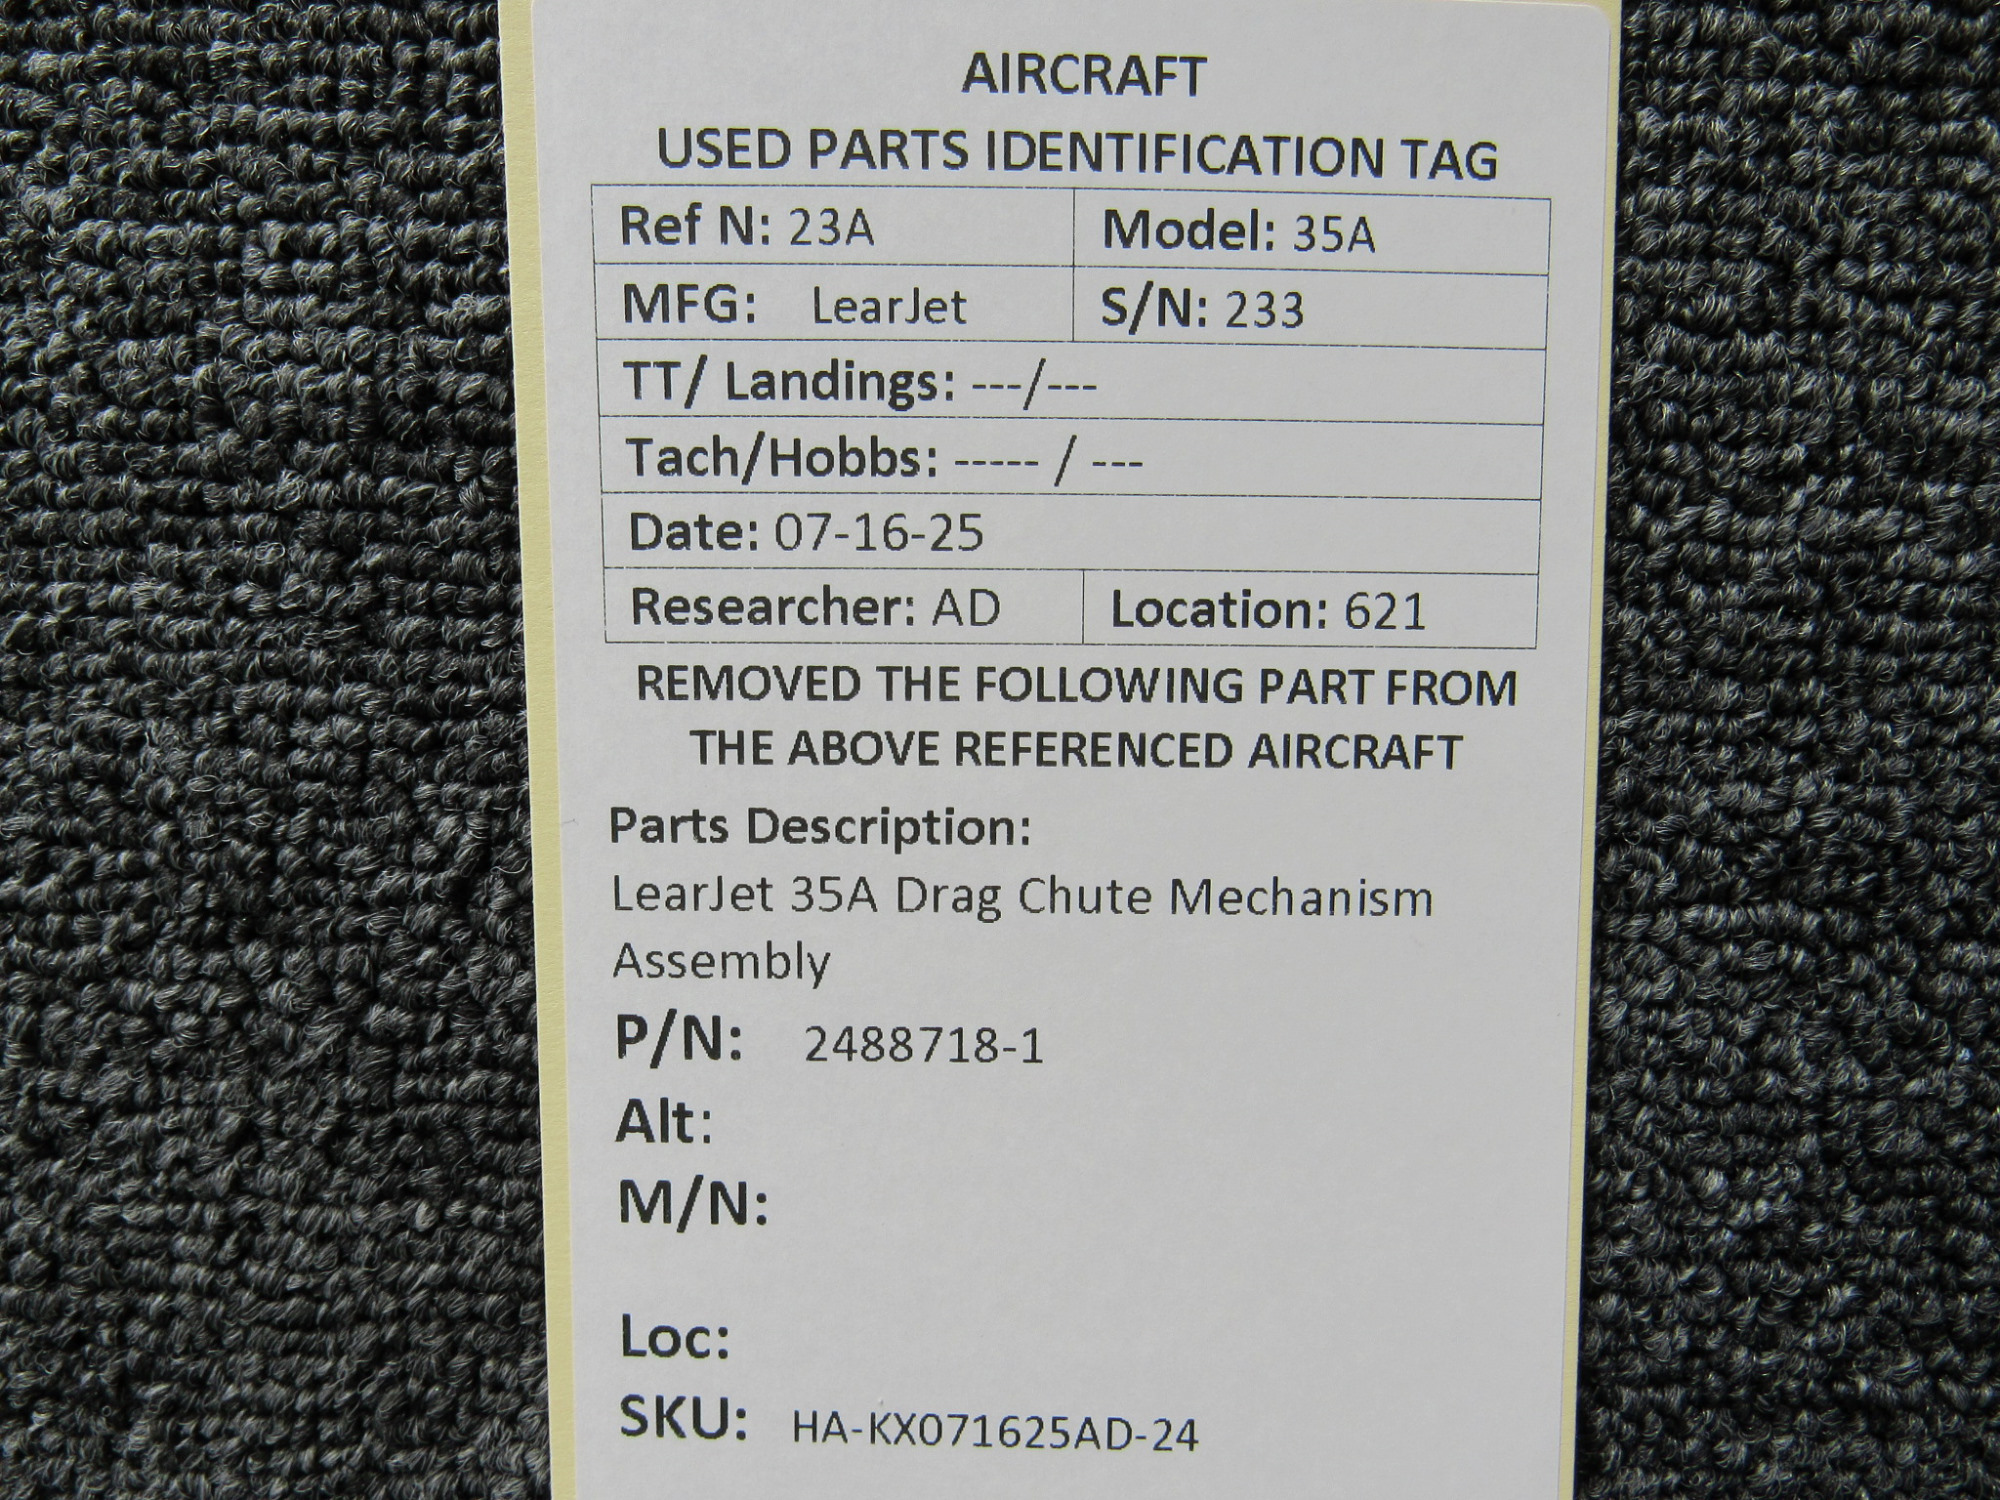 AIRCRAFT
USED PARTS IDENTIFICATION TAG
Ref N: 23A Model: 35A
MFG: LearJet S/N: 233
TT/ Landings: ---/---
Tach/Hobbs: ----- / ---
Date: 07-16-25
Researcher: AD Location: 621
REMOVED THE FOLLOWING PART FROM
THE ABOVE REFERENCED AIRCRAFT
Parts Description:
LearJet 35A Drag Chute Mechanism
Assembly
P/N: 2488718-1
Alt:
M/N:
Loc:
SKU: HA-KX071625AD-24